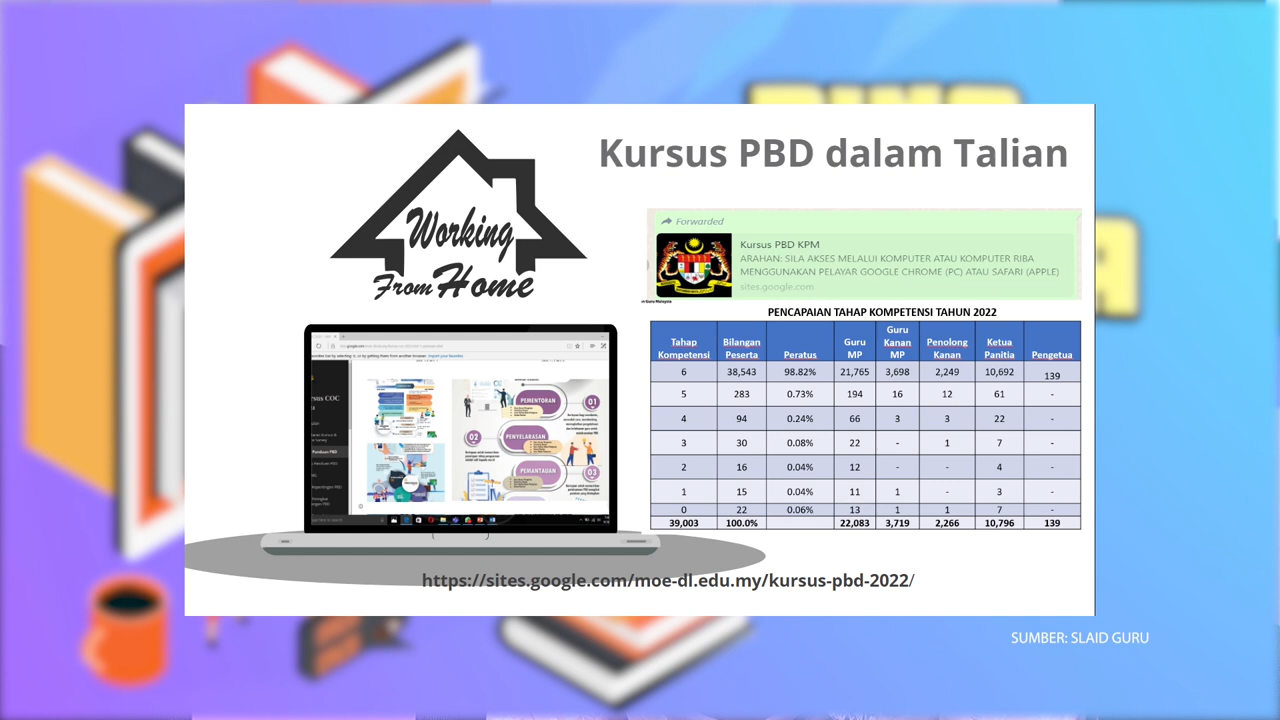 Kursus PBD dalam Talian
Working
From Home
Forwarded
Kursus PBD KPM
ARAHAN: SILA AKSES MELALUI KOMPUTER ATAU KOMPUTER RIBA
MENGGUNAKAN PELAYAR GOOGLE CHROME (PC) ATAU SAFARI (APPLE)
sites.google.com
PENCAPAIAN TAHAP KOMPETENSI TAHUN 2022
Tahap Kompetensi Bilangan Peserta Peratus Guru MP Guru Kanan MP Penolong Kanan Ketua Panitia Pengetua
6 38,543 98.82% 21,765 3,698 2,249 10,692 139
5 283 0.73% 194 16 12 61 -
4 94 0.24% 3 -
3 0.08% 22 - 1 7 -
2 16 0.04% 12 - - 4 -
1 0.04% 11 1 -
0 22 0.06% 13 1 1 7 -
39,003 100.0% 22,083 3,719 2,266 10,796 139
PEMENTORAN
01
02
PENYELARASAN
PEMANTAUAN
03
https://sites.google.com/moe-dl.edu.my/kursus-pbd-2022/
SUMBER: SLAID GURU